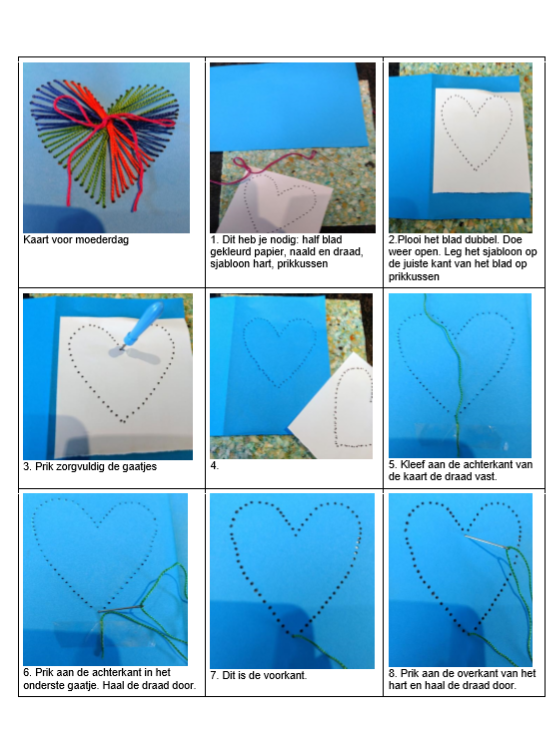 Kaart voor moederdag
1. Dit heb je nodig: half blad
gekleurd papier, naald en draad,
sjabloon hart, prikkussen
2.Plooi het blad dubbel. Doe
weer open. Leg het sjabloon op
de juiste kant van het blad op
prikkussen
3. Prik zorgvuldig de gaatjes
4.
5. Kleef aan de achterkant van
de kaart de draad vast.
6. Prik aan de achterkant in het
onderste gaatje. Haal de draad door.
7. Dit is de voorkant.
8. Prik aan de overkant van het
hart en haal de draad door.